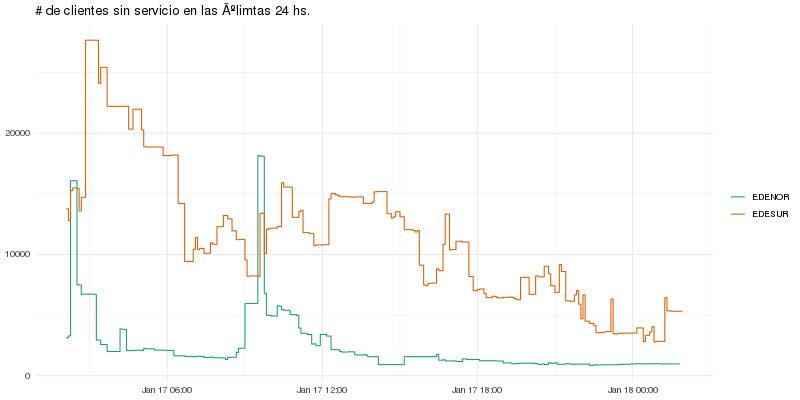 # de clientes sin servicio en las Ãºlimtas 24 hs.
20000
10000
0
Jan 17 06:00
Jan 17 12:00
Jan 17 18:00
Jan 18 00:00
EDENOR
EDESUR